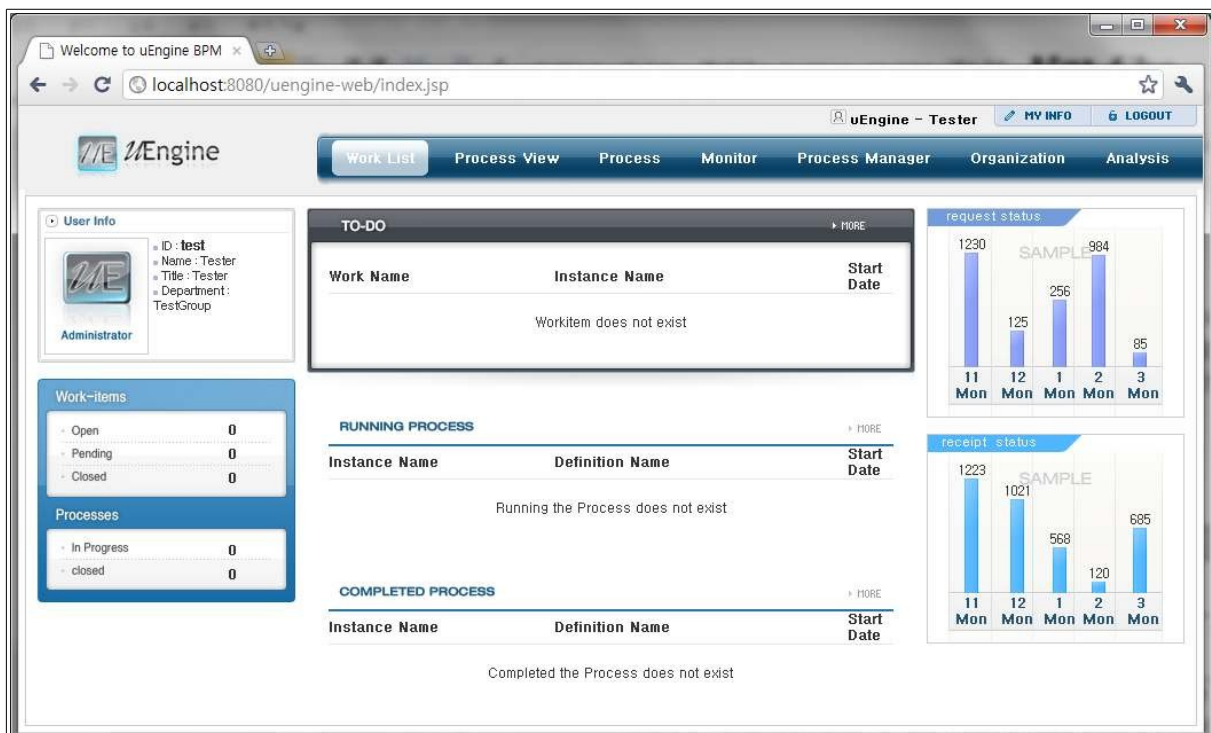 Welcome to uEngine BPM
localhost:8080/uengine-web/index.jsp
uEngine - Tester MY INFO LOGOUT
UE UEngine
Work List Process View Process Monitor Process Manager Organization Analysis
User Info
UE
Administrator
ID : test
Name : Tester
Title : Tester
Department :
TestGroup
Work-items
Open 0
Pending 0
Closed 0
Processes
In Progress 0
closed 0
TO-DO MORE
Work Name Instance Name Start Date
Workitem does not exist
RUNNING PROCESS MORE
Instance Name Definition Name Start Date
Running the Process does not exist
COMPLETED PROCESS MORE
Instance Name Definition Name Start Date
Completed the Process does not exist
request status
SAMPLE
1230 125 256 984 85
11 12 1 2 3
Mon Mon Mon Mon Mon
receipt status
SAMPLE
1223 1021 568 120 685
11 12 1 2 3
Mon Mon Mon Mon Mon